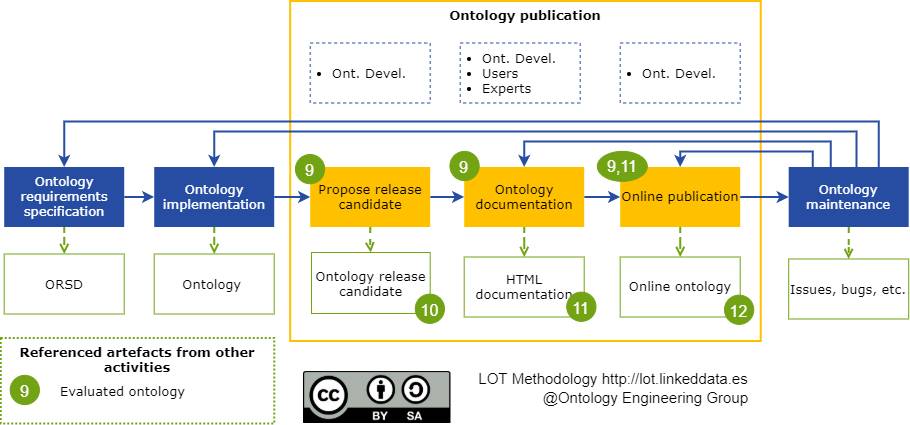 Ontology publication
• Ont. Devel.
• Ont. Devel.
• Users
• Experts
• Ont. Devel.
9
9
9,11
Ontology
requirements
specification
Ontology
implementation
Propose release
candidate
Ontology
documentation
Online publication
Ontology
maintenance
ORSD
Ontology
Ontology release
candidate
10
HTML
documentation
11
Online ontology
12
Issues, bugs, etc.
Referenced artefacts from other
activities
9
Evaluated ontology
cc
BY SA
LOT Methodology http://lot.linkeddata.es
@Ontology Engineering Group